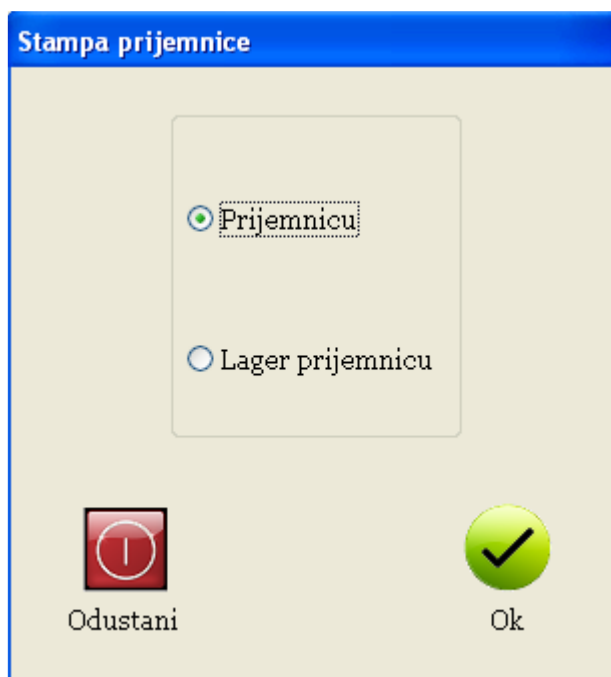 Stampa prijemnice
Prijemnicu
Lager prijemnicu
Odustani
Ok